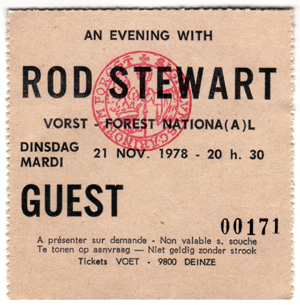 AN EVENING WITH
ROD STEWART
VORST - FOREST NATIONA(A)L
DINSDAG
MARDI 21 NOV. 1978 - 20 h. 30
GUEST
00171
A présenter sur demande - Non valable s. souche
Te tonen op aanvraag — Niet geldig zonder strook
Tickets VOET - 9800 DEINZE